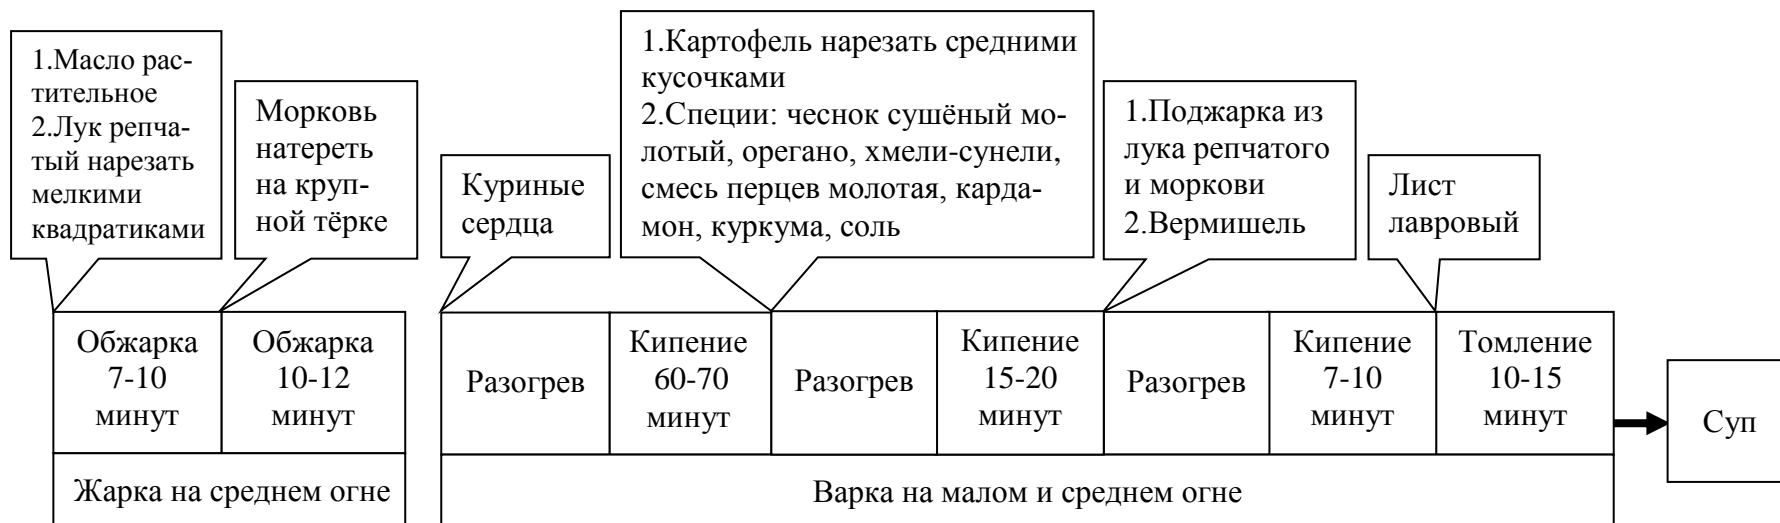 1.Масло рас-
тительное
2.Лук репча-
тый нарезать
мелкими
квадратиками
Морковь
натереть
на круп-
ной тёрке
Куриные
сердца
1.Картофель нарезать средними
кусочками
2.Специи: чеснок сушёный мо-
лотый, орегано, хмели-сунели,
смесь перцев молотая, карда-
мон, куркума, соль
1.Поджарка из
лука репчатого
и моркови
2.Вермишель
Лист
лавровый
Обжарка
7-10
минут
Обжарка
10-12
минут
Разогрев
Кипение
60-70
минут
Разогрев
Кипение
15-20
минут
Разогрев
Кипение
7-10
минут
Томление
10-15
минут
Суп
Жарка на среднем огне
Варка на малом и среднем огне